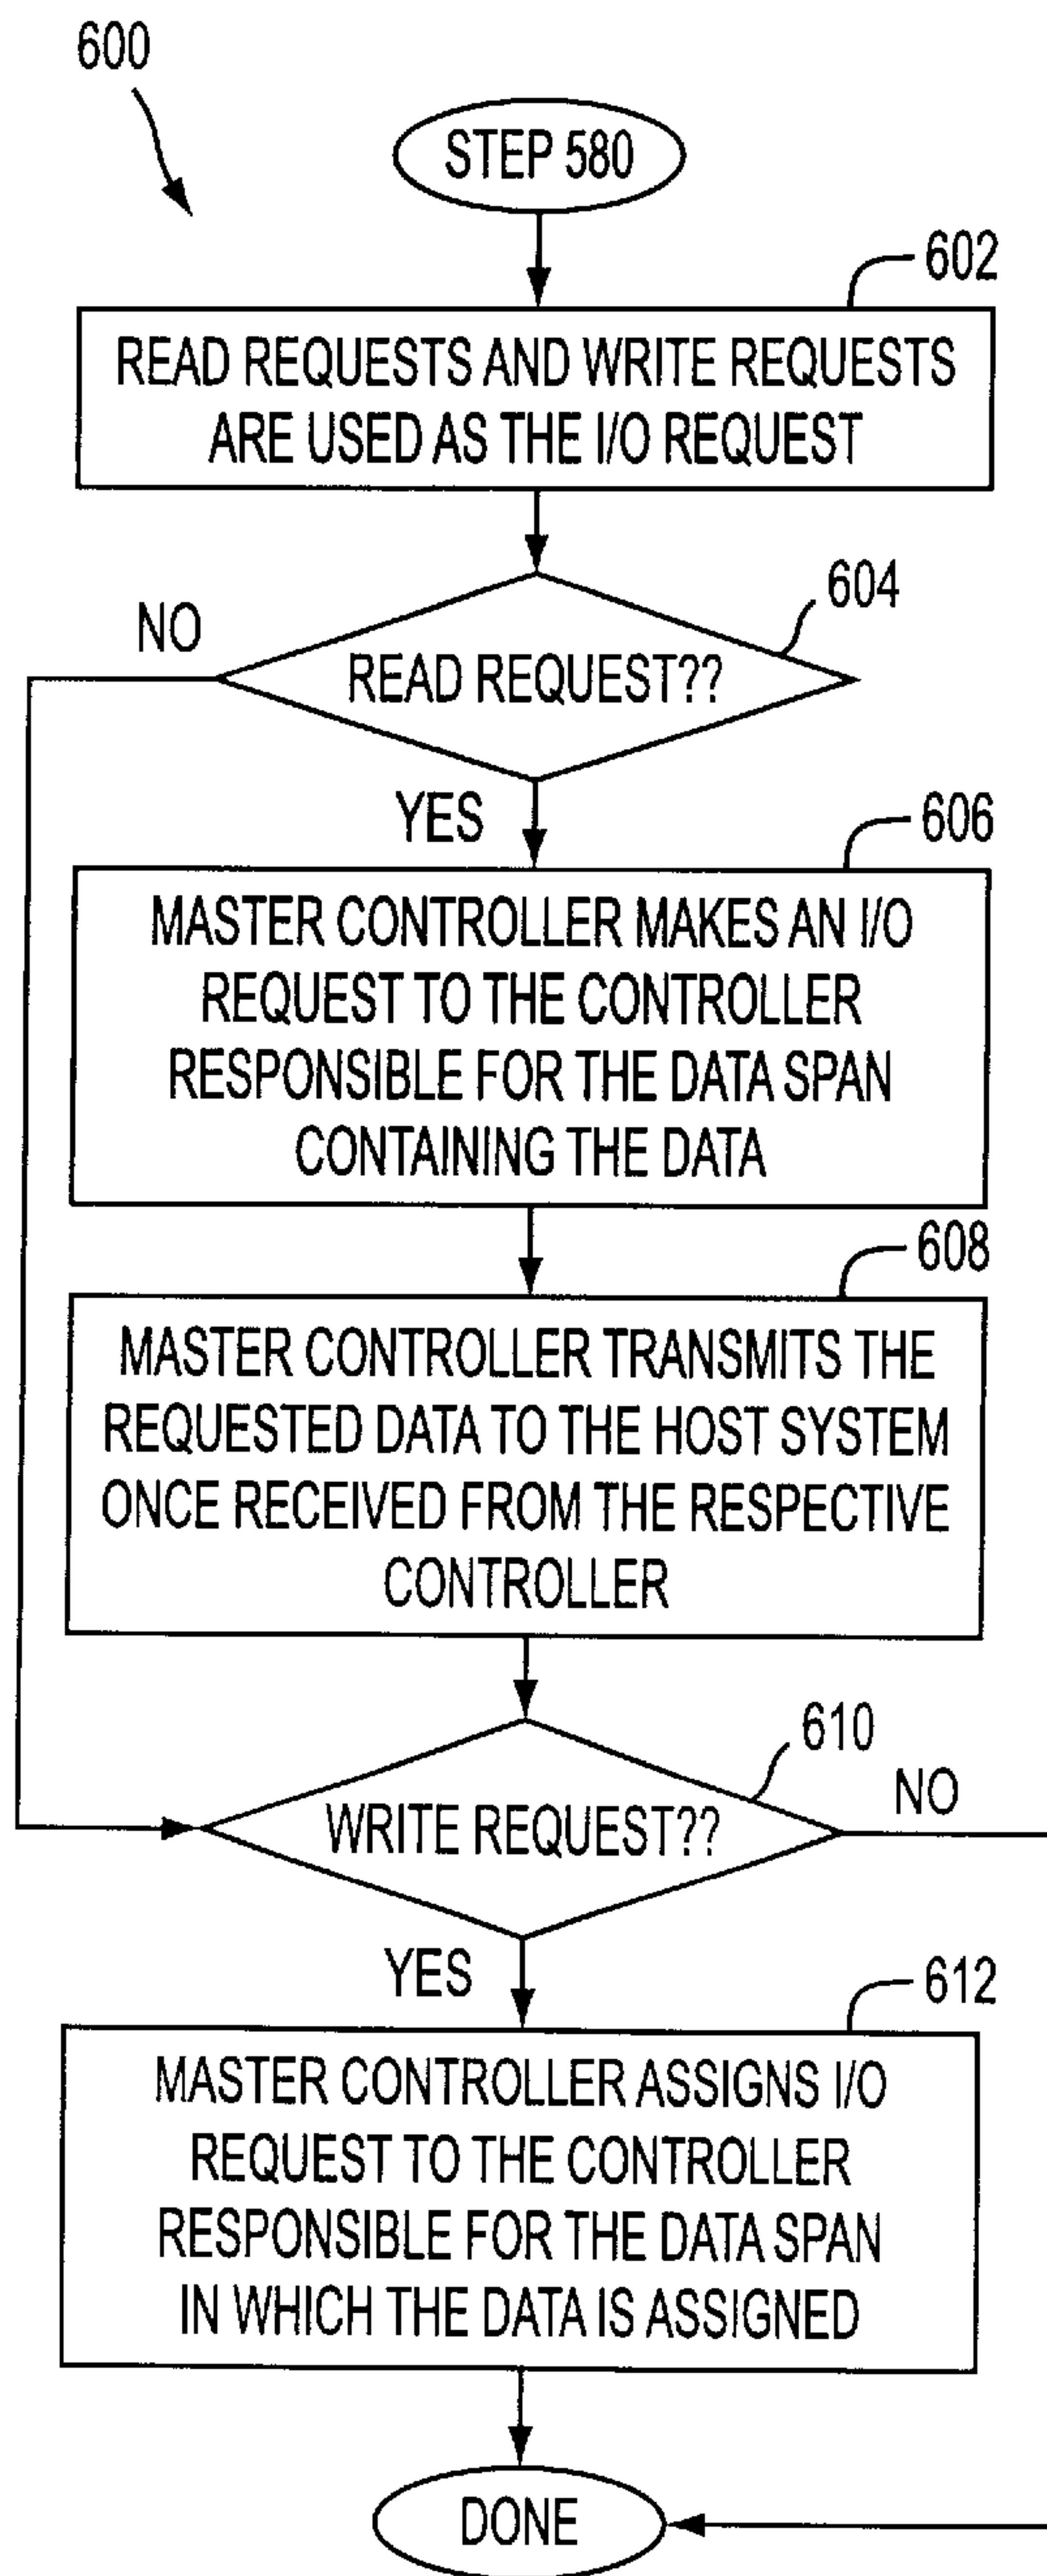 600
STEP 580
602
READ REQUESTS AND WRITE REQUESTS
ARE USED AS THE I/O REQUEST
604
NO
READ REQUEST??
YES
606
MASTER CONTROLLER MAKES AN I/O
REQUEST TO THE CONTROLLER
RESPONSIBLE FOR THE DATA SPAN
CONTAINING THE DATA
608
MASTER CONTROLLER TRANSMITS THE
REQUESTED DATA TO THE HOST SYSTEM
ONCE RECEIVED FROM THE RESPECTIVE
CONTROLLER
610
NO
WRITE REQUEST??
YES
612
MASTER CONTROLLER ASSIGNS I/O
REQUEST TO THE CONTROLLER
RESPONSIBLE FOR THE DATA SPAN
IN WHICH THE DATA IS ASSIGNED
DONE